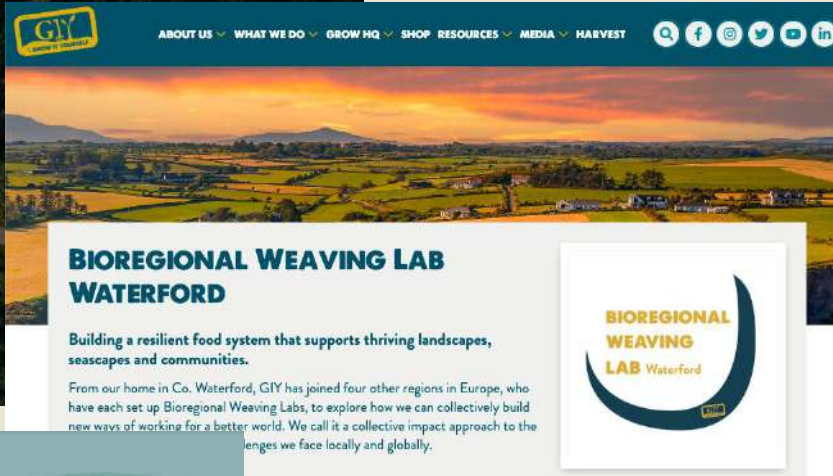 GIY
GROW IT YOURSELF
ABOUT US WHAT WE DO GROW HQ SHOP RESOURCES MEDIA HARVEST
BIOREGIONAL WEAVING LAB
WATERFORD
Building a resilient food system that supports thriving landscapes,
seascapes and communities.
From our home in Co. Waterford, GIY has joined four other regions in Europe, who
have each set up Bioregional Weaving Labs, to explore how we can collectively build
new ways of working for a better world. We call it a collective impact approach to the
lenges we face locally and globally.
BIOREGIONAL
WEAVING
LAB Waterford
GIY